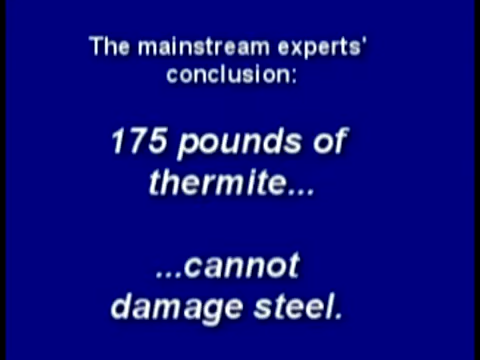 The mainstream experts'
conclusion:
175 pounds of
thermite...
...cannot
damage steel.